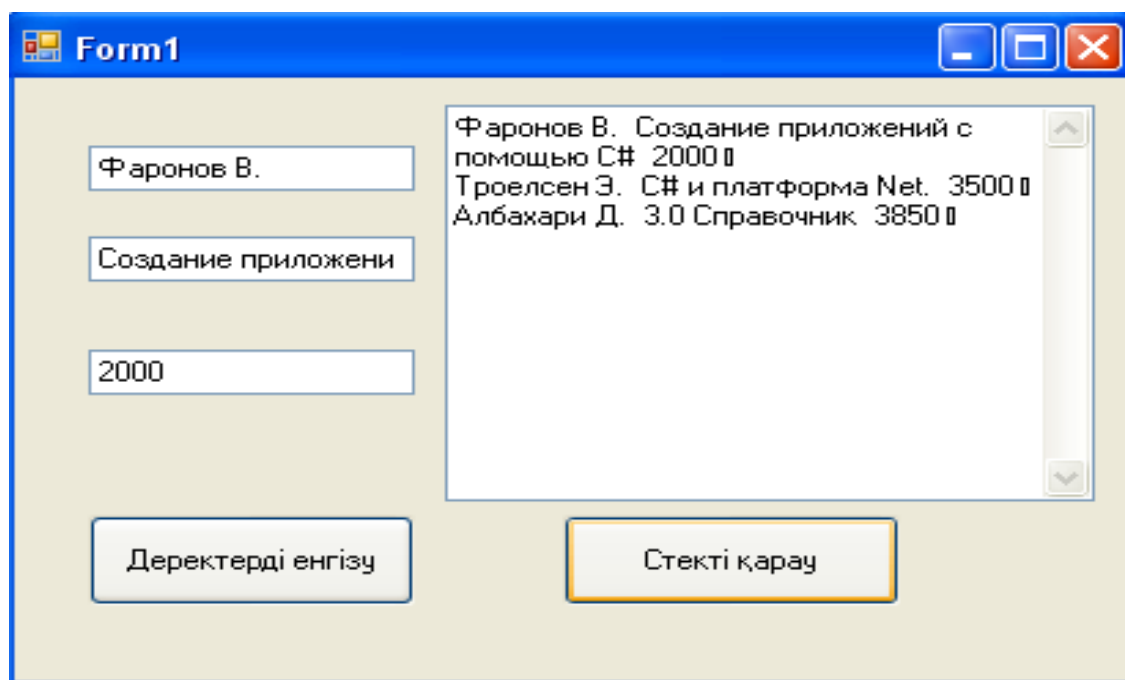 Form1
Фаронов В.
Создание приложени
2000
Фаронов В. Создание приложений с
помощью C# 2000▯
Троелсен Э. C# и платформа Net. 3500▯
Албахари Д. 3.0 Справочник 3850▯
Деректерді енгізу
Стекті қарау